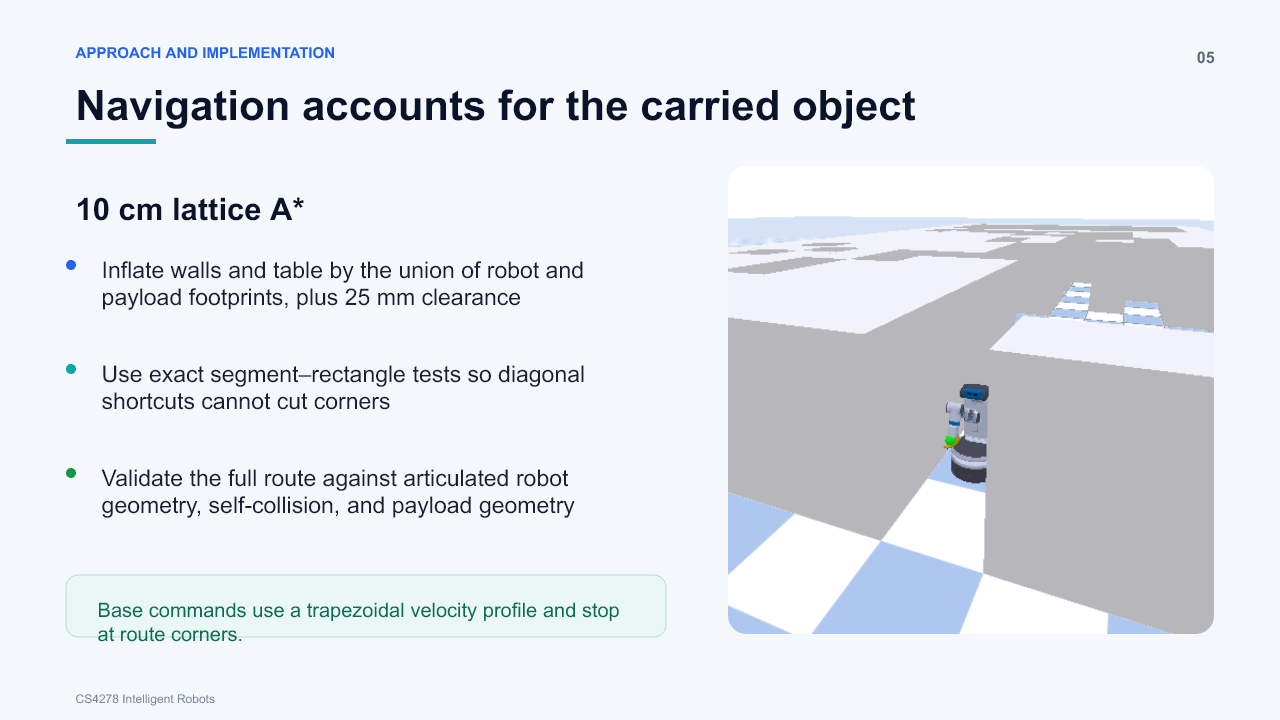 APPROACH AND IMPLEMENTATION
05
Navigation accounts for the carried object
10 cm lattice A*
Inflate walls and table by the union of robot and
payload footprints, plus 25 mm clearance
Use exact segment–rectangle tests so diagonal
shortcuts cannot cut corners
Validate the full route against articulated robot
geometry, self-collision, and payload geometry
Base commands use a trapezoidal velocity profile and stop
at route corners.
CS4278 Intelligent Robots